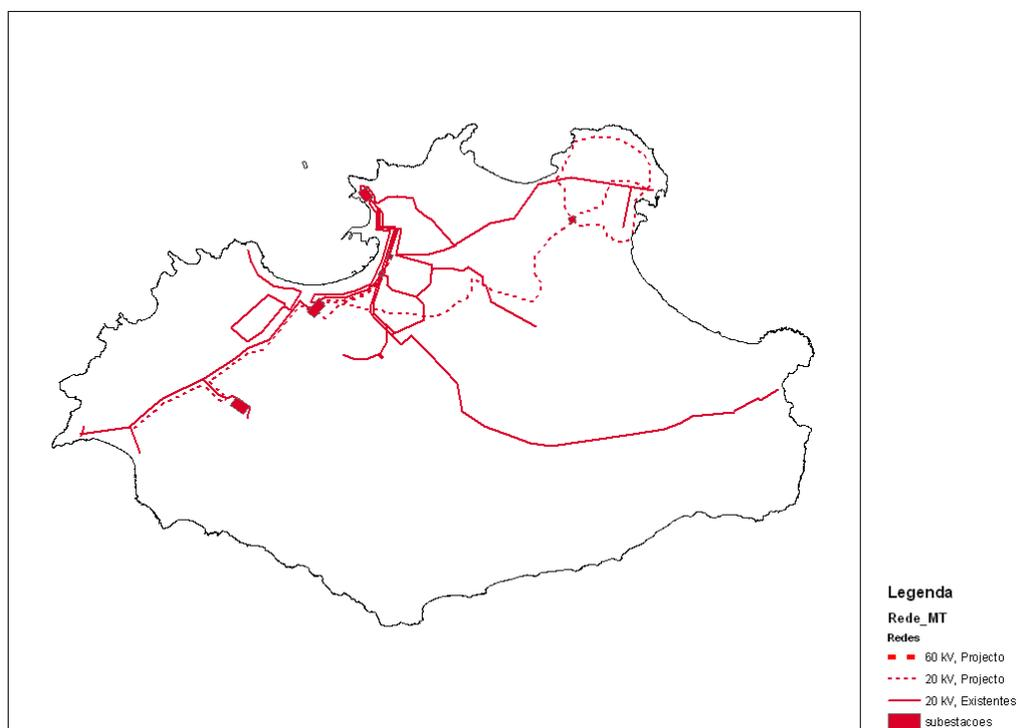 Legenda
Rede_MT
Redes
60 kV, Projecto
20 kV, Projecto
20 kV, Existentes
subestacoes